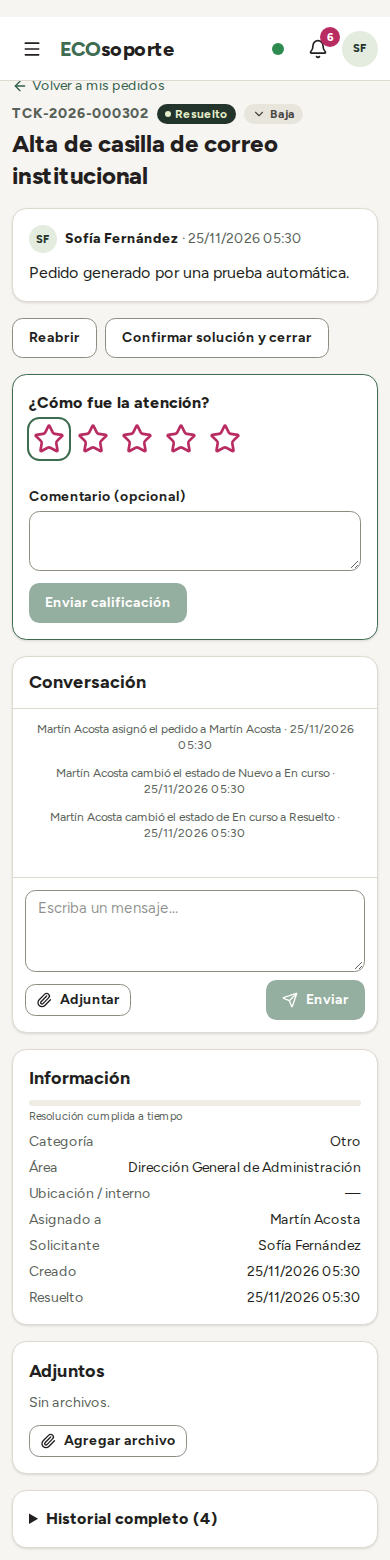 ECOsoporte
6
SF
Volver a mis pedidos
TCK-2026-000302 Resuelto Baja
Alta de casilla de correo
institucional
SF Sofía Fernández · 25/11/2026 05:30
Pedido generado por una prueba automática.
Reabrir
Confirmar solución y cerrar
¿Cómo fue la atención?
Comentario (opcional)
Enviar calificación
Conversación
Martín Acosta asignó el pedido a Martín Acosta · 25/11/2026
05:30
Martín Acosta cambió el estado de Nuevo a En curso ·
25/11/2026 05:30
Martín Acosta cambió el estado de En curso a Resuelto ·
25/11/2026 05:30
Escriba un mensaje...
Adjuntar
Enviar
Información
Resolución cumplida a tiempo
Categoría Otro
Área Dirección General de Administración
Ubicación / interno —
Asignado a Martín Acosta
Solicitante Sofía Fernández
Creado 25/11/2026 05:30
Resuelto 25/11/2026 05:30
Adjuntos
Sin archivos.
Agregar archivo
Historial completo (4)